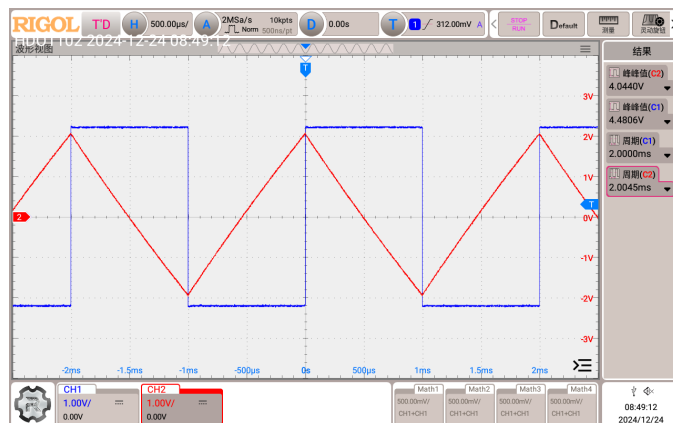 RIGOL T'D H 500.00μs/ A 2MSa/s 10kpts Norm 500ns/pt D 0.00s T 1 312.00mV A STOP RUN Default 测量 灵动旋钮
波形视图
HDO1102 2024-12-24 08:49:12
结果
T
峰峰值(C2)
4.0440V
3V
峰峰值(C1)
4.4806V
2V
周期(C1)
2.0000ms
1V
周期(C2)
2.0045ms
T
2
0V
-1V
-2V
-3V
-2ms -1.5ms -1ms -500μs 0s 500μs 1ms 1.5ms 2ms
CH1 CH2 Math1 Math2 Math3 Math4
1.00V/ 1.00V/ 500.00mV/ 500.00mV/ 500.00mV/ 500.00mV/
0.00V 0.00V CH1+CH1 CH1+CH1 CH1+CH1 CH1+CH1
08:49:12
2024/12/24